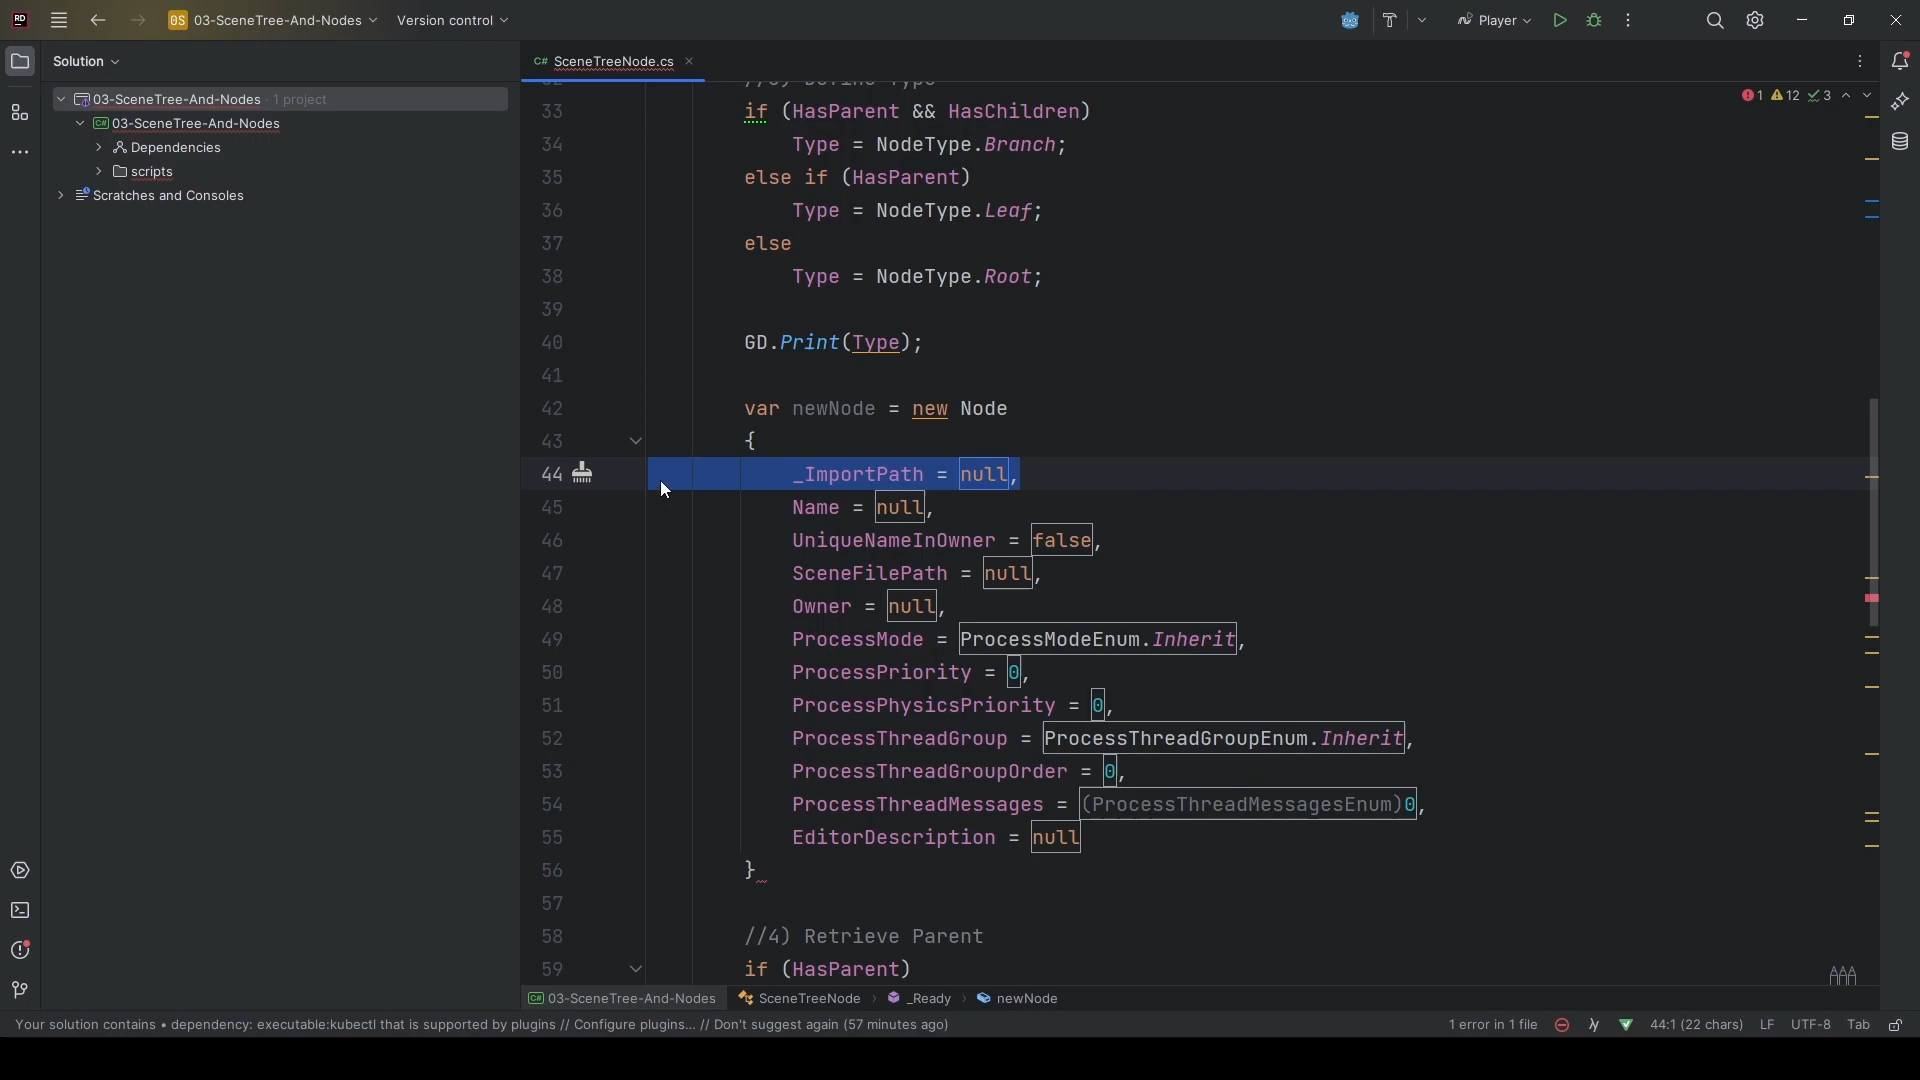 RD
0S 03-SceneTree-And-Nodes
Version control
Player
Solution
C# SceneTreeNode.cs
03-SceneTree-And-Nodes · 1 project
C# 03-SceneTree-And-Nodes
Dependencies
scripts
Scratches and Consoles
1 12 3
33 if (HasParent && HasChildren)
34 Type = NodeType.Branch;
35 else if (HasParent)
36 Type = NodeType.Leaf;
37 else
38 Type = NodeType.Root;
39
40 GD.Print(Type);
41
42 var newNode = new Node
43 {
44 _ImportPath = null,
45 Name = null,
46 UniqueNameInOwner = false,
47 SceneFilePath = null,
48 Owner = null,
49 ProcessMode = ProcessModeEnum.Inherit,
50 ProcessPriority = 0,
51 ProcessPhysicsPriority = 0,
52 ProcessThreadGroup = ProcessThreadGroupEnum.Inherit,
53 ProcessThreadGroupOrder = 0,
54 ProcessThreadMessages = (ProcessThreadMessagesEnum)0,
55 EditorDescription = null
56 }
57
58 //4) Retrieve Parent
59 if (HasParent)
C# 03-SceneTree-And-Nodes SceneTreeNode _Ready newNode
Your solution contains • dependency: executable:kubectl that is supported by plugins // Configure plugins... // Don't suggest again (57 minutes ago)
1 error in 1 file
44:1 (22 chars)
LF
UTF-8
Tab